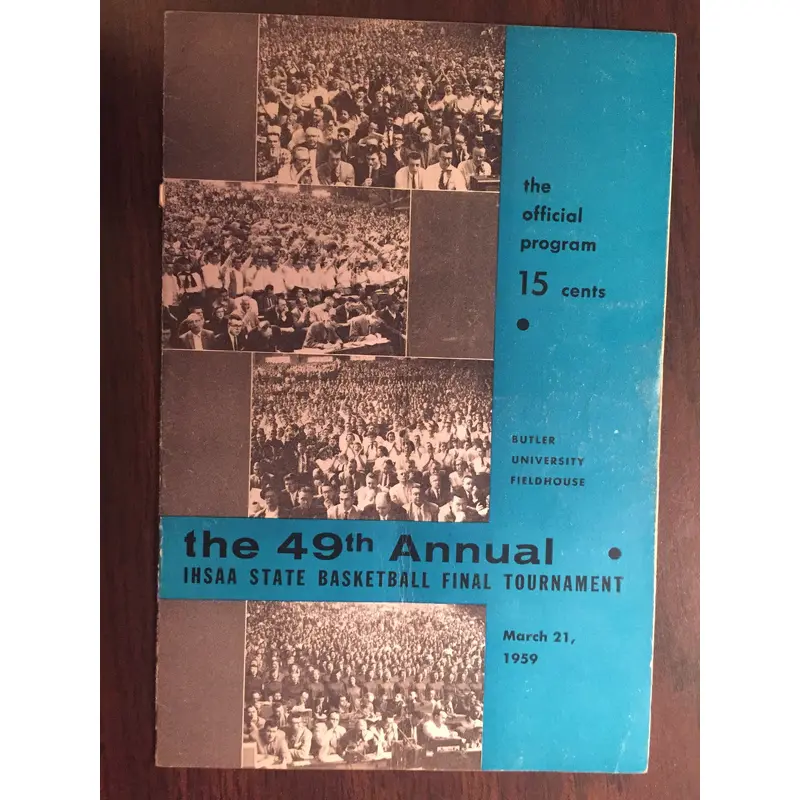 the
official
program
15 cents
BUTLER
UNIVERSITY
FIELDHOUSE
the 49th Annual
IHSAA STATE BASKETBALL FINAL TOURNAMENT
March 21,
1959